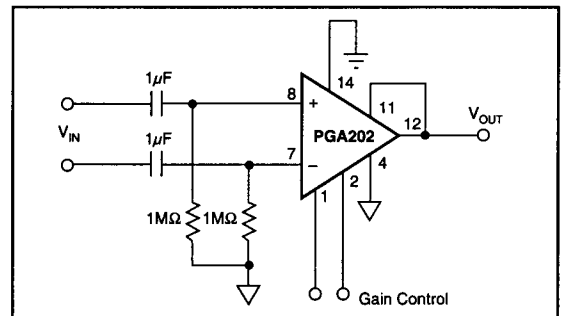 1µF
14
8
+
11
V_OUT
12
PGA202
V_IN
1µF
7
−
4
2
1
1MΩ
1MΩ
Gain Control